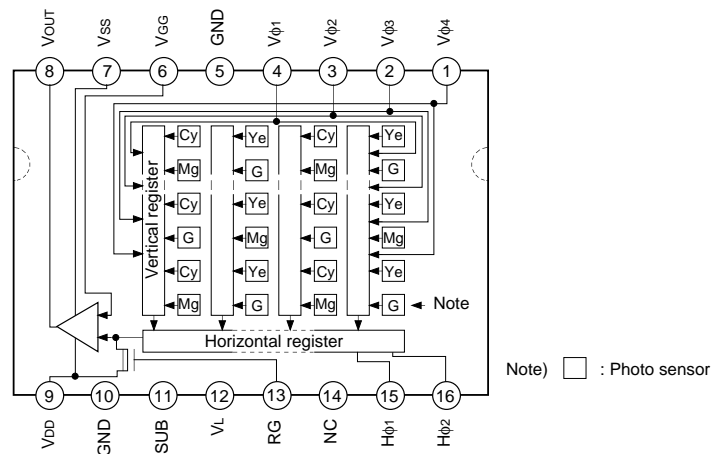 VOUT VSS VGG GND Vφ1 Vφ2 Vφ3 Vφ4
8 7 6 5 4 3 2 1
Cy Ye Cy Ye
Mg G Mg G
Cy Ye Cy Ye
G Mg G Mg
Cy Ye Cy Ye
Mg G Mg G
Vertical register
Note
Horizontal register
Note) : Photo sensor
9 10 11 12 13 14 15 16
VDD GND SUB VL RG NC Hφ1 Hφ2